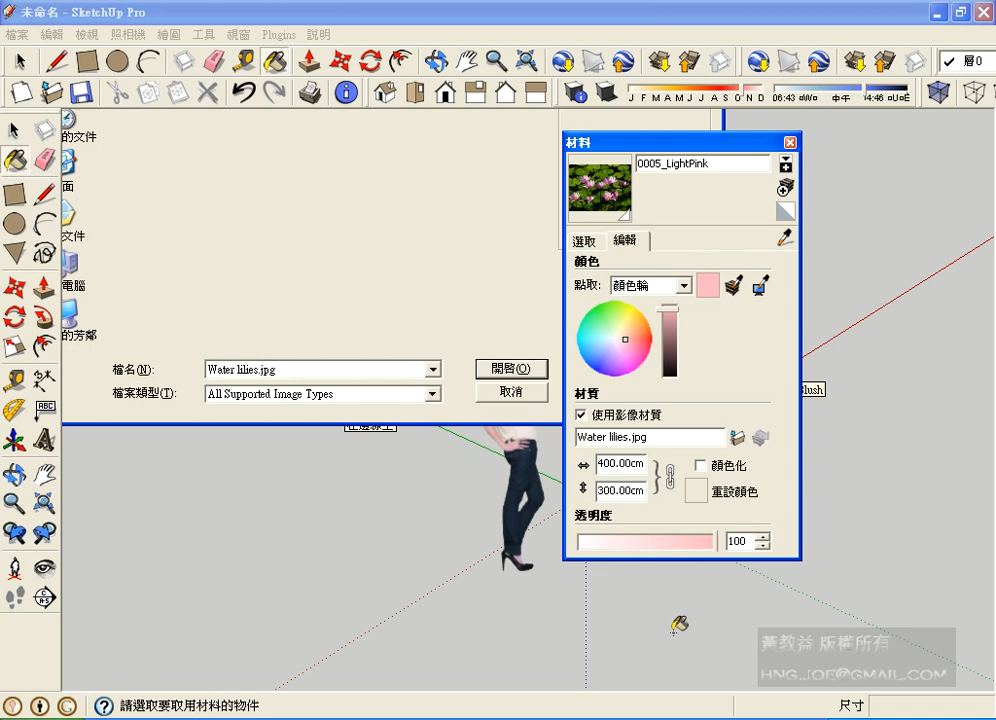 未命名 - SketchUp Pro
檔案 編輯 檢視 照相機 繪圖 工具 視窗 Plugins 說明
層0
J F M A M J J A S O N D
06:43 中午 14:46
的文件
面
文件
電腦
的芳鄰
檔名(N):
Water lilies.jpg
開啓(O)
檔案類型(T):
All Supported Image Types
取消
材料
0005_LightPink
選取
編輯
顏色
點取:
顏色輪
材質
使用影像材質
Water lilies.jpg
400.00cm
顏色化
300.00cm
重設顏色
透明度
100
ABC
A-S
黃教益 版權所有
HNG.JOE@GMAIL.COM
請選取要取用材料的物件
尺寸